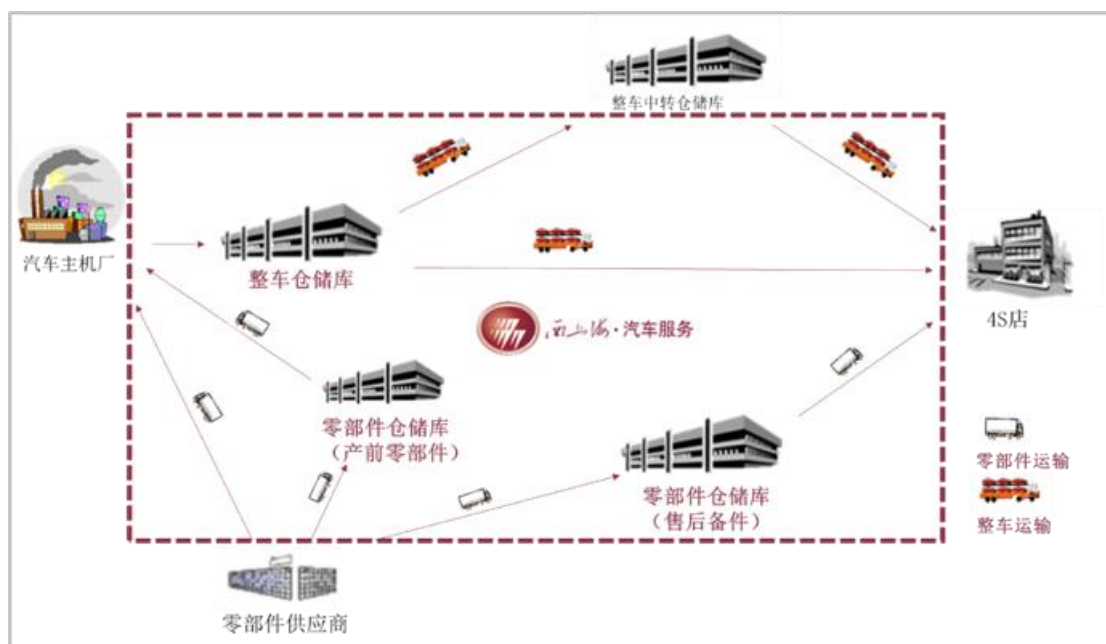 整车中转仓储库
汽车主机厂
整车仓储库
4S店
西上海·汽车服务
零部件仓储库
（产前零部件）
零部件仓储库
（售后备件）
零部件运输
整车运输
零部件供应商